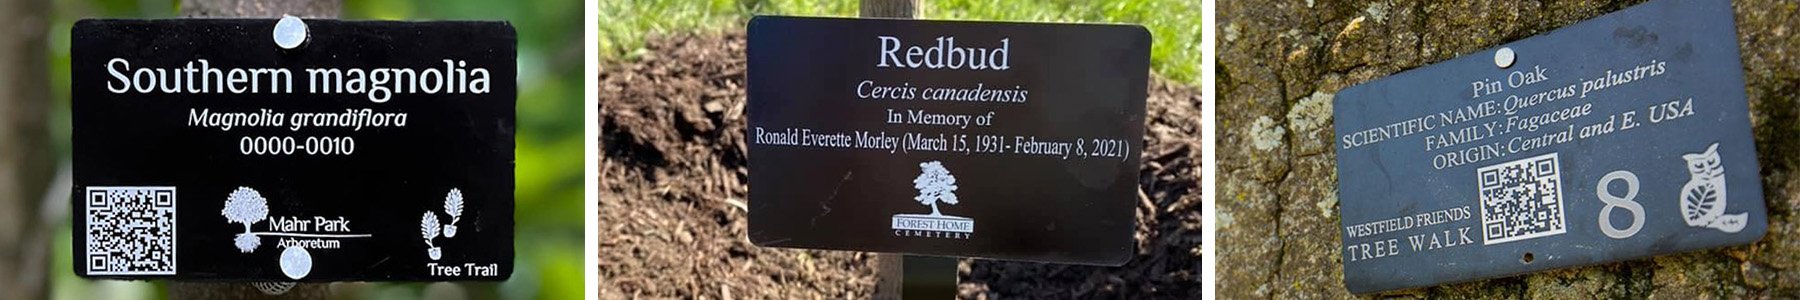 Southern magnolia
Magnolia grandiflora
0000-0010
Mahr Park
Arboretum
Tree Trail
Redbud
Cercis canadensis
In Memory of
Ronald Everette Morley (March 15, 1931- February 8, 2021)
FOREST HOME
CEMETERY
Pin Oak
SCIENTIFIC NAME: Quercus palustris
FAMILY: Fagaceae
ORIGIN: Central and E. USA
WESTFIELD FRIENDS
TREE WALK
8